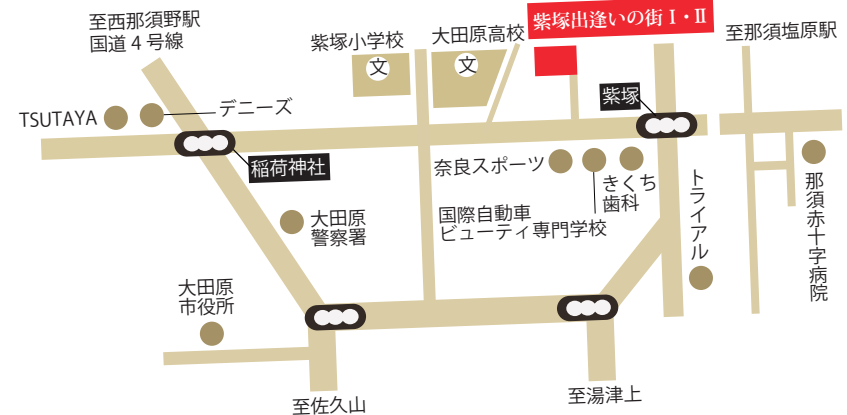 至西那須野駅
国道４号線
紫塚小学校
大田原高校
紫塚出逢いの街 I・II
至那須塩原駅
文
文
TSUTAYA
デニーズ
紫塚
稲荷神社
奈良スポーツ
きくち
歯科
国際自動車
ビューティ専門学校
トライアル
那須赤十字病院
大田原
警察署
大田原
市役所
至佐久山
至湯津上